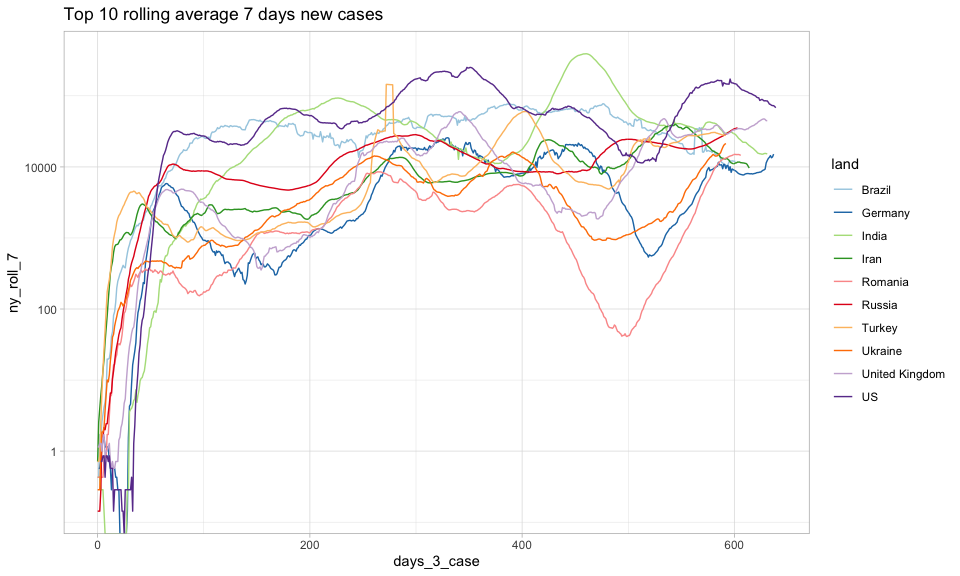 Top 10 rolling average 7 days new cases
ny_roll_7
10000
100
1
0
200
400
600
days_3_case
land
Brazil
Germany
India
Iran
Romania
Russia
Turkey
Ukraine
United Kingdom
US